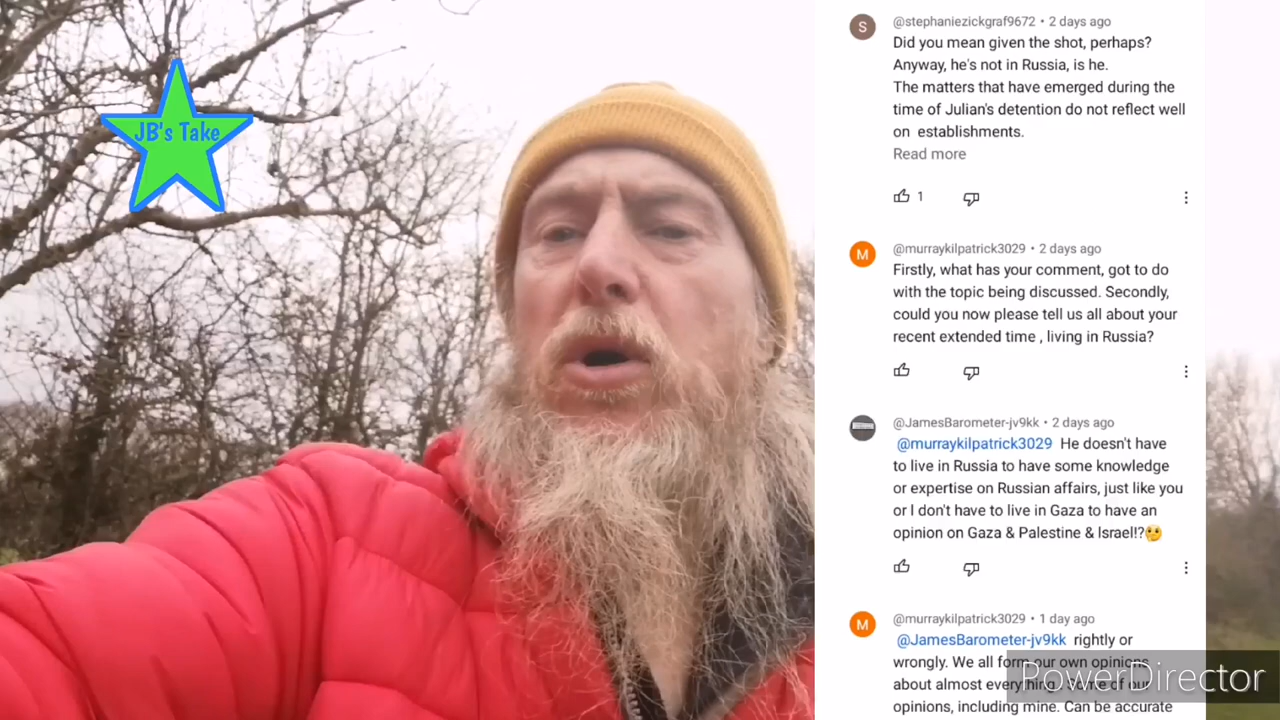 JB's Take
@stephaniezickgraf9672 • 2 days ago
S
Did you mean given the shot, perhaps?
Anyway, he's not in Russia, is he.
The matters that have emerged during the
time of Julian's detention do not reflect well
on establishments.
Read more
1
@murraykilpatrick3029 • 2 days ago
M
Firstly, what has your comment, got to do
with the topic being discussed. Secondly,
could you now please tell us all about your
recent extended time , living in Russia?
@JamesBarometer-jv9kk • 2 days ago
@murraykilpatrick3029 He doesn't have
to live in Russia to have some knowledge
or expertise on Russian affairs, just like you
or I don't have to live in Gaza to have an
opinion on Gaza & Palestine & Israel!?🤔
@murraykilpatrick3029 • 1 day ago
M
@JamesBarometer-jv9kk rightly or
wrongly. We all form our own opinions
about almost everything. Some of our
opinions, including mine. Can be accurate
PowerDirector